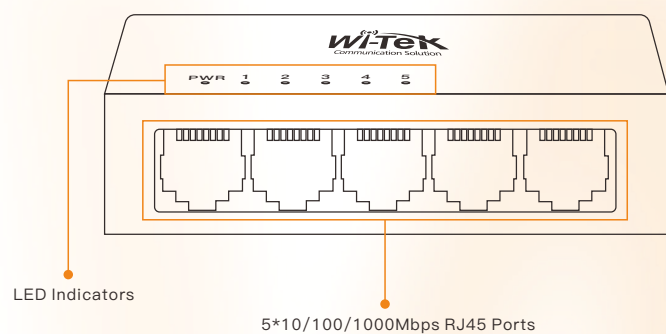 Wi-Tek
Communication Solution
PWR 1 2 3 4 5
LED Indicators
5*10/100/1000Mbps RJ45 Ports